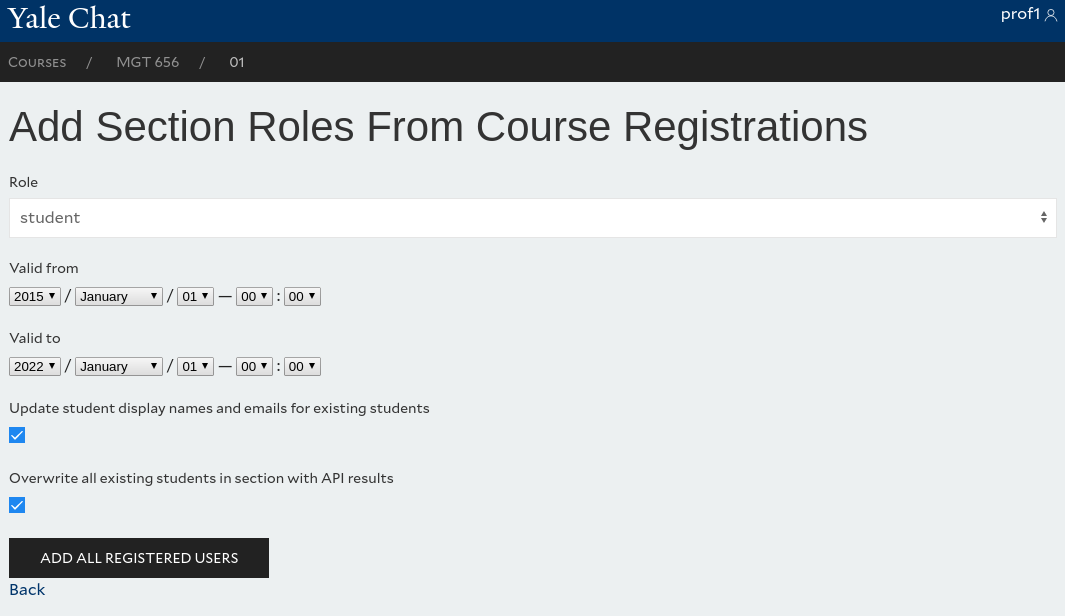 Yale Chat
prof1
Courses / MGT 656 / 01
Add Section Roles From Course Registrations
Role
student
Valid from
2015 / January / 01 — 00 : 00
Valid to
2022 / January / 01 — 00 : 00
Update student display names and emails for existing students
Overwrite all existing students in section with API results
ADD ALL REGISTERED USERS
Back